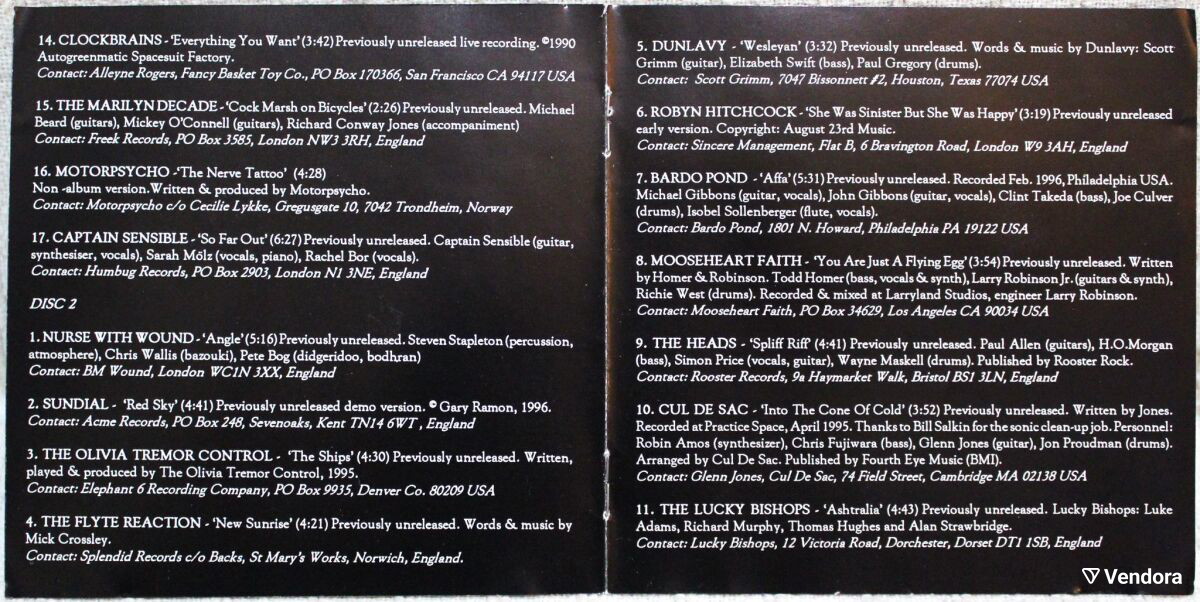 14. CLOCKBRAINS - 'Everything You Want' (3:42) Previously unreleased live recording. ©1990
Autogreenmatic Spacesuit Factory.
Contact: Alleyne Rogers, Fancy Basket Toy Co., PO Box 170366, San Francisco CA 94117 USA
15. THE MARILYN DECADE - 'Cock Marsh on Bicycles' (2:26) Previously unreleased. Michael
Beard (guitars), Mickey O'Connell (guitars), Richard Conway Jones (accompaniment)
Contact: Freek Records, PO Box 3585, London NW3 3RH, England
16. MOTORPSYCHO -'The Nerve Tattoo' (4:28)
Non -album version.Written & produced by Motorpsycho.
Contact: Motorpsycho c/o Cecilie Lykke, Gregusgate 10, 7042 Trondheim, Norway
17. CAPTAIN SENSIBLE - 'So Far Out' (6:27) Previously unreleased. Captain Sensible (guitar,
synthesiser, vocals), Sarah Mólz (vocals, piano), Rachel Bor (vocals).
Contact: Humbug Records, PO Box 2903, London N1 3NE, England
DISC 2
1. NURSE WITH WOUND - 'Angle' (5:16) Previously unreleased. Steven Stapleton (percussion,
atmosphere), Chris Wallis (bazouki), Pete Bog (didgeridoo, bodhran)
Contact: BM Wound, London WC1N 3XX, England
2. SUNDIAL - 'Red Sky' (4:41) Previously unreleased demo version. © Gary Ramon, 1996.
Contact: Acme Records, PO Box 248, Sevenoaks, Kent TN14 6WT , England
3. THE OLIVIA TREMOR CONTROL - 'The Ships' (4:30) Previously unreleased. Written,
played & produced by The Olivia Tremor Control, 1995.
Contact: Elephant 6 Recording Company, PO Box 9935, Denver Co. 80209 USA
4. THE FLYTE REACTION - 'New Sunrise' (4:21) Previously unreleased. Words & music by
Mick Crossley.
Contact: Splendid Records c/o Backs, St Mary's Works, Norwich, England.
5. DUNLAVY - 'Wesleyan' (3:32) Previously unreleased. Words & music by Dunlavy: Scott
Grimm (guitar), Elizabeth Swift (bass), Paul Gregory (drums).
Contact: Scott Grimm, 7047 Bissonnett #2, Houston, Texas 77074 USA
6. ROBYN HITCHCOCK - 'She Was Sinister But She Was Happy' (3:19) Previously unreleased
early version. Copyright: August 23rd Music.
Contact: Sincere Management, Flat B, 6 Bravington Road, London W9 3AH, England
7. BARDO POND - 'Affa' (5:31) Previously unreleased. Recorded Feb. 1996, Philadelphia USA.
Michael Gibbons (guitar, vocals), John Gibbons (guitar, vocals), Clint Takeda (bass), Joe Culver
(drums), Isobel Sollenberger (flute, vocals).
Contact: Bardo Pond, 1801 N. Howard, Philadelphia PA 19122 USA
8. MOOSEHEART FAITH - 'You Are Just A Flying Egg' (3:54) Previously unreleased. Written
by Homer & Robinson. Todd Homer (bass, vocals & synth), Larry Robinson Jr. (guitars & synth),
Richie West (drums). Recorded & mixed at Larryland Studios, engineer Larry Robinson.
Contact: Mooseheart Faith, PO Box 34629, Los Angeles CA 90034 USA
9. THE HEADS - 'Spliff Riff' (4:41) Previously unreleased. Paul Allen (guitars), H.O.Morgan
(bass), Simon Price (vocals, guitar), Wayne Maskell (drums). Published by Rooster Rock.
Contact: Rooster Records, 9a Haymarket Walk, Bristol BS1 3LN, England
10. CUL DE SAC - 'Into The Cone Of Cold' (3:52) Previously unreleased. Written by Jones.
Recorded at Practice Space, April 1995. Thanks to Bill Salkin for the sonic clean-up job. Personnel:
Robin Amos (synthesizer), Chris Fujiwara (bass), Glenn Jones (guitar), Jon Proudman (drums).
Arranged by Cul De Sac. Published by Fourth Eye Music (BMI).
Contact: Glenn Jones, Cul De Sac, 74 Field Street, Cambridge MA 02138 USA
11. THE LUCKY BISHOPS - 'Ashtralia' (4:43) Previously unreleased. Lucky Bishops: Luke
Adams, Richard Murphy, Thomas Hughes and Alan Strawbridge.
Contact: Lucky Bishops, 12 Victoria Road, Dorchester, Dorset DT1 1SB, England
Vendora